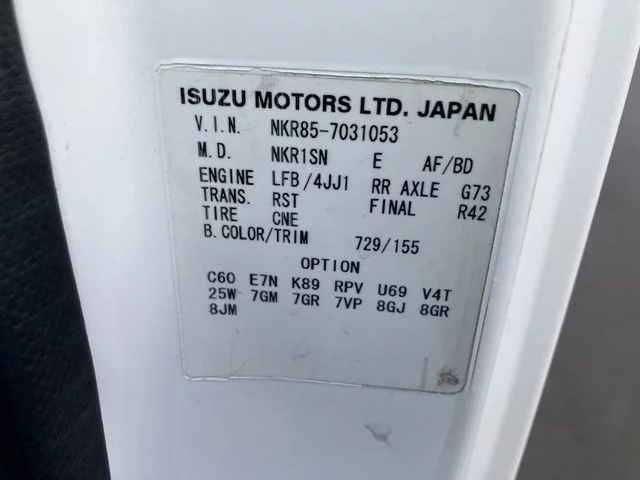 ISUZU MOTORS LTD. JAPAN
V.I.N. NKR85-7031053
M.D. NKR1SN E AF/BD
ENGINE LFB/4JJ1 RR AXLE G73
TRANS. RST FINAL R42
TIRE CNE
B.COLOR/TRIM 729/155
OPTION
C60 E7N K89 RPV U69 V4T
25W 7GM 7GR 7VP 8GJ 8GR
8JM